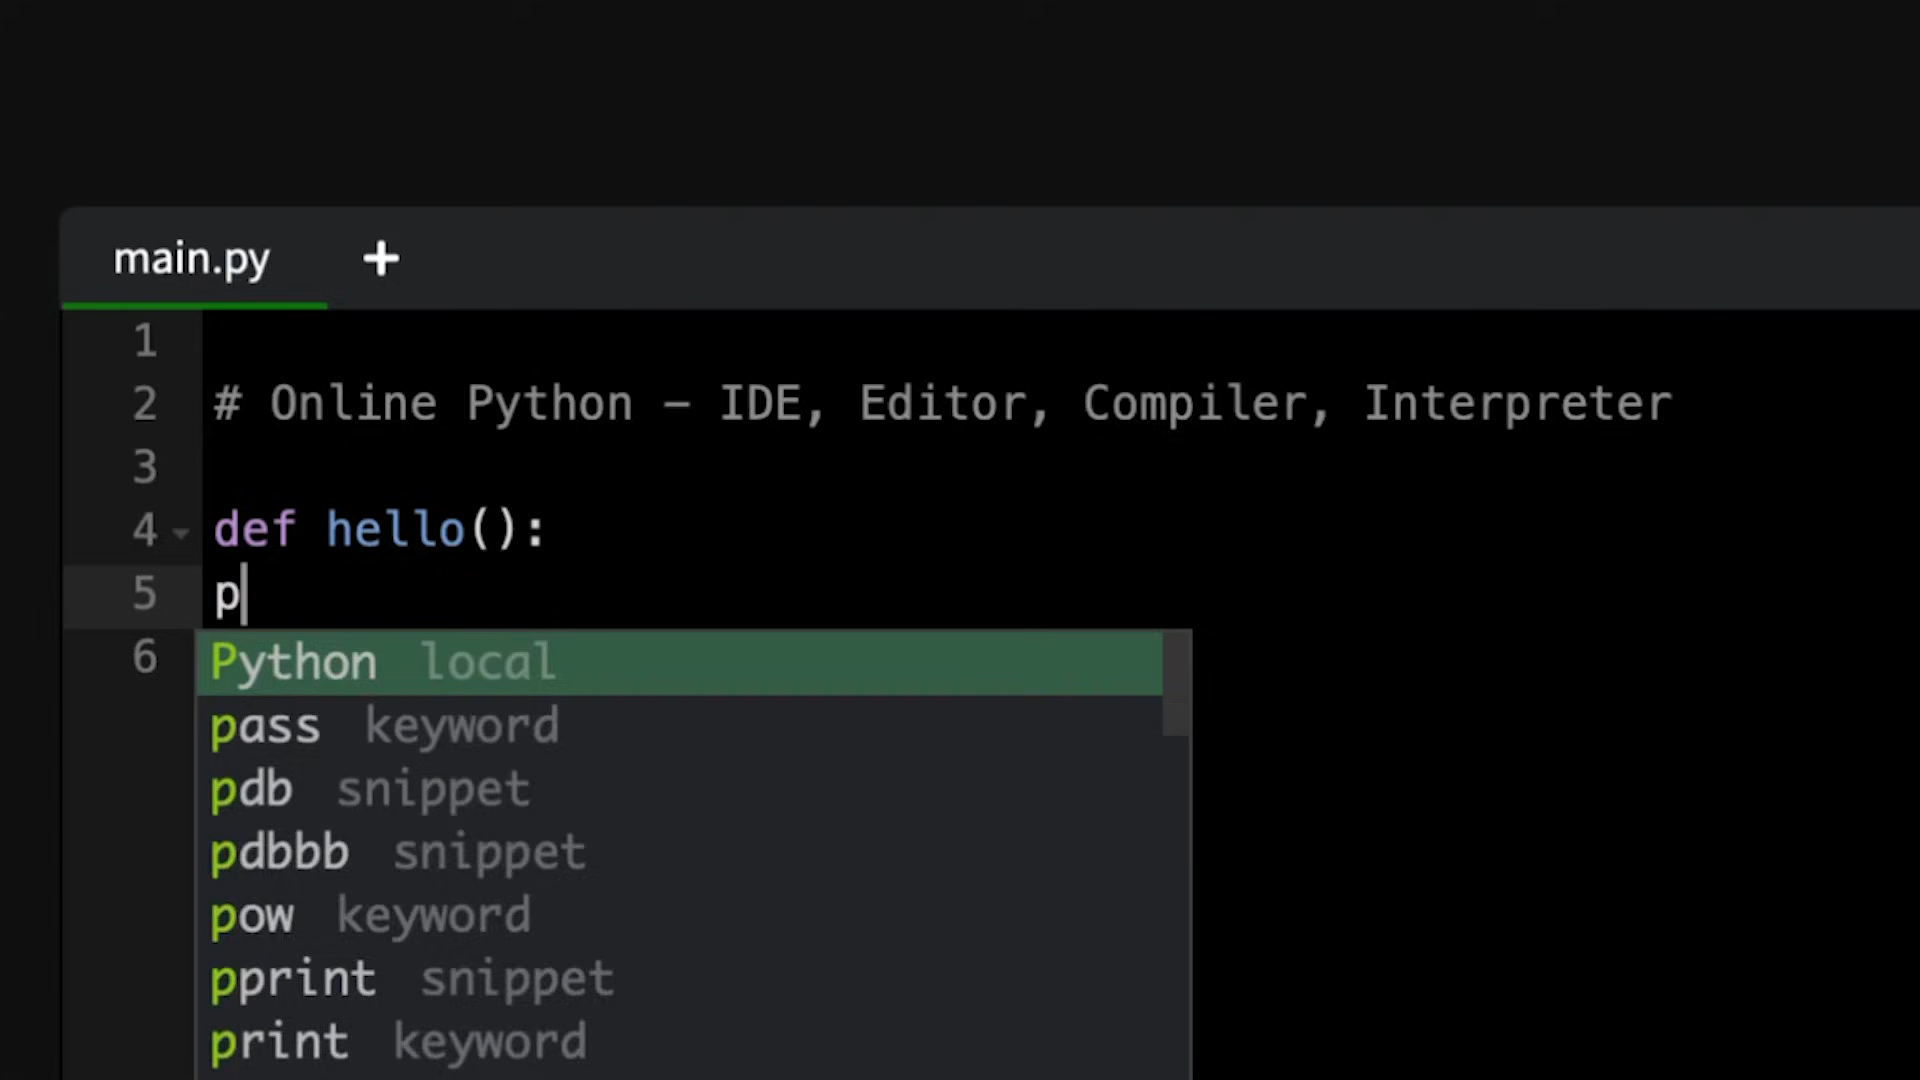 main.py +
1
2 # Online Python - IDE, Editor, Compiler, Interpreter
3
4 def hello():
5 p
6
Python local
pass keyword
pdb snippet
pdbbb snippet
pow keyword
pprint snippet
print keyword